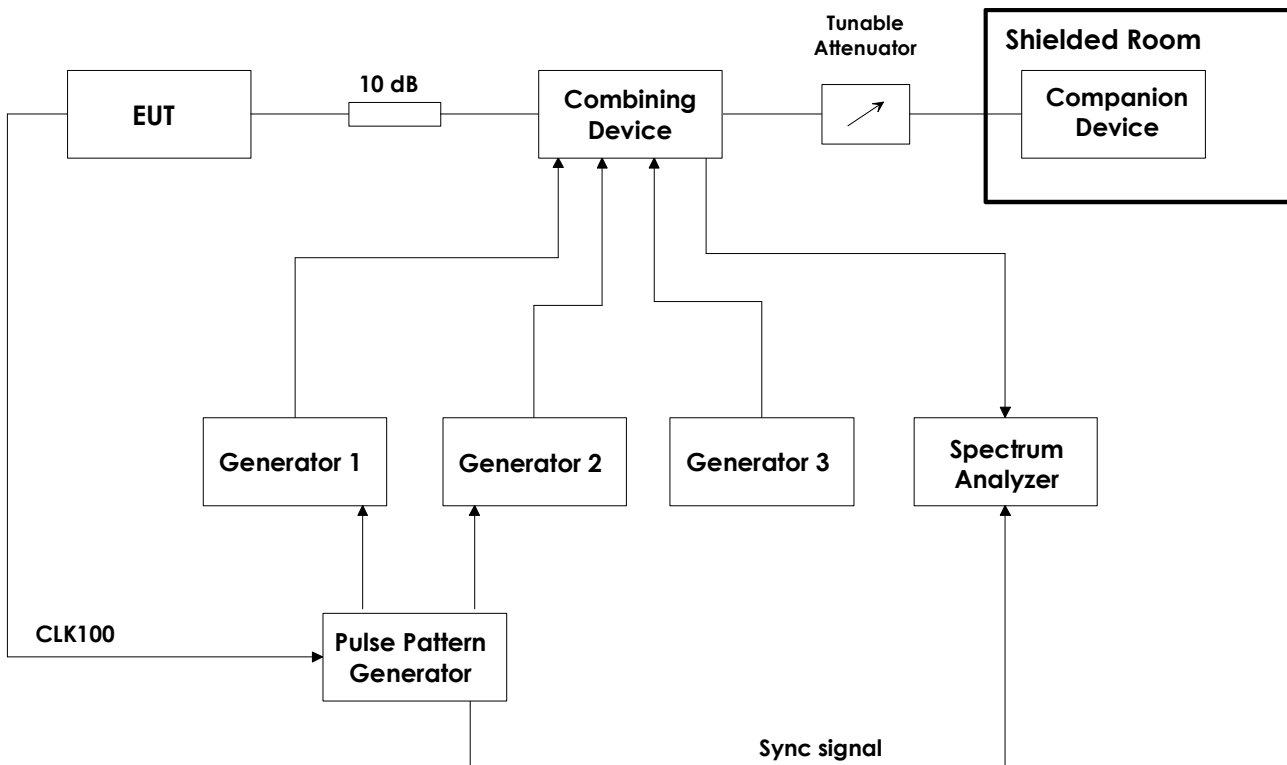 Tunable
Attenuator
Shielded Room
EUT
10 dB
Combining
Device
Companion
Device
Generator 1
Generator 2
Generator 3
Spectrum
Analyzer
CLK100
Pulse Pattern
Generator
Sync signal